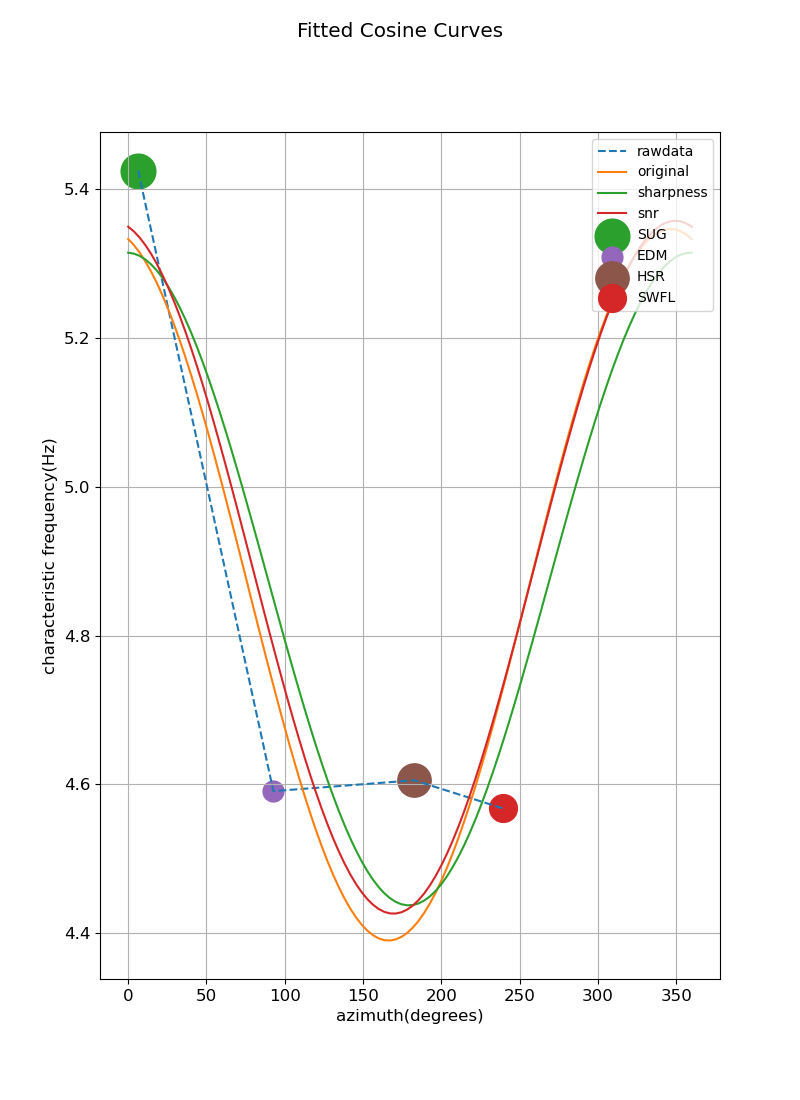 Fitted Cosine Curves
rawdata
original
sharpness
snr
SUG
EDM
HSR
SWFL
characteristic frequency(Hz)
5.4
5.2
5.0
4.8
4.6
4.4
0 50 100 150 200 250 300 350
azimuth(degrees)